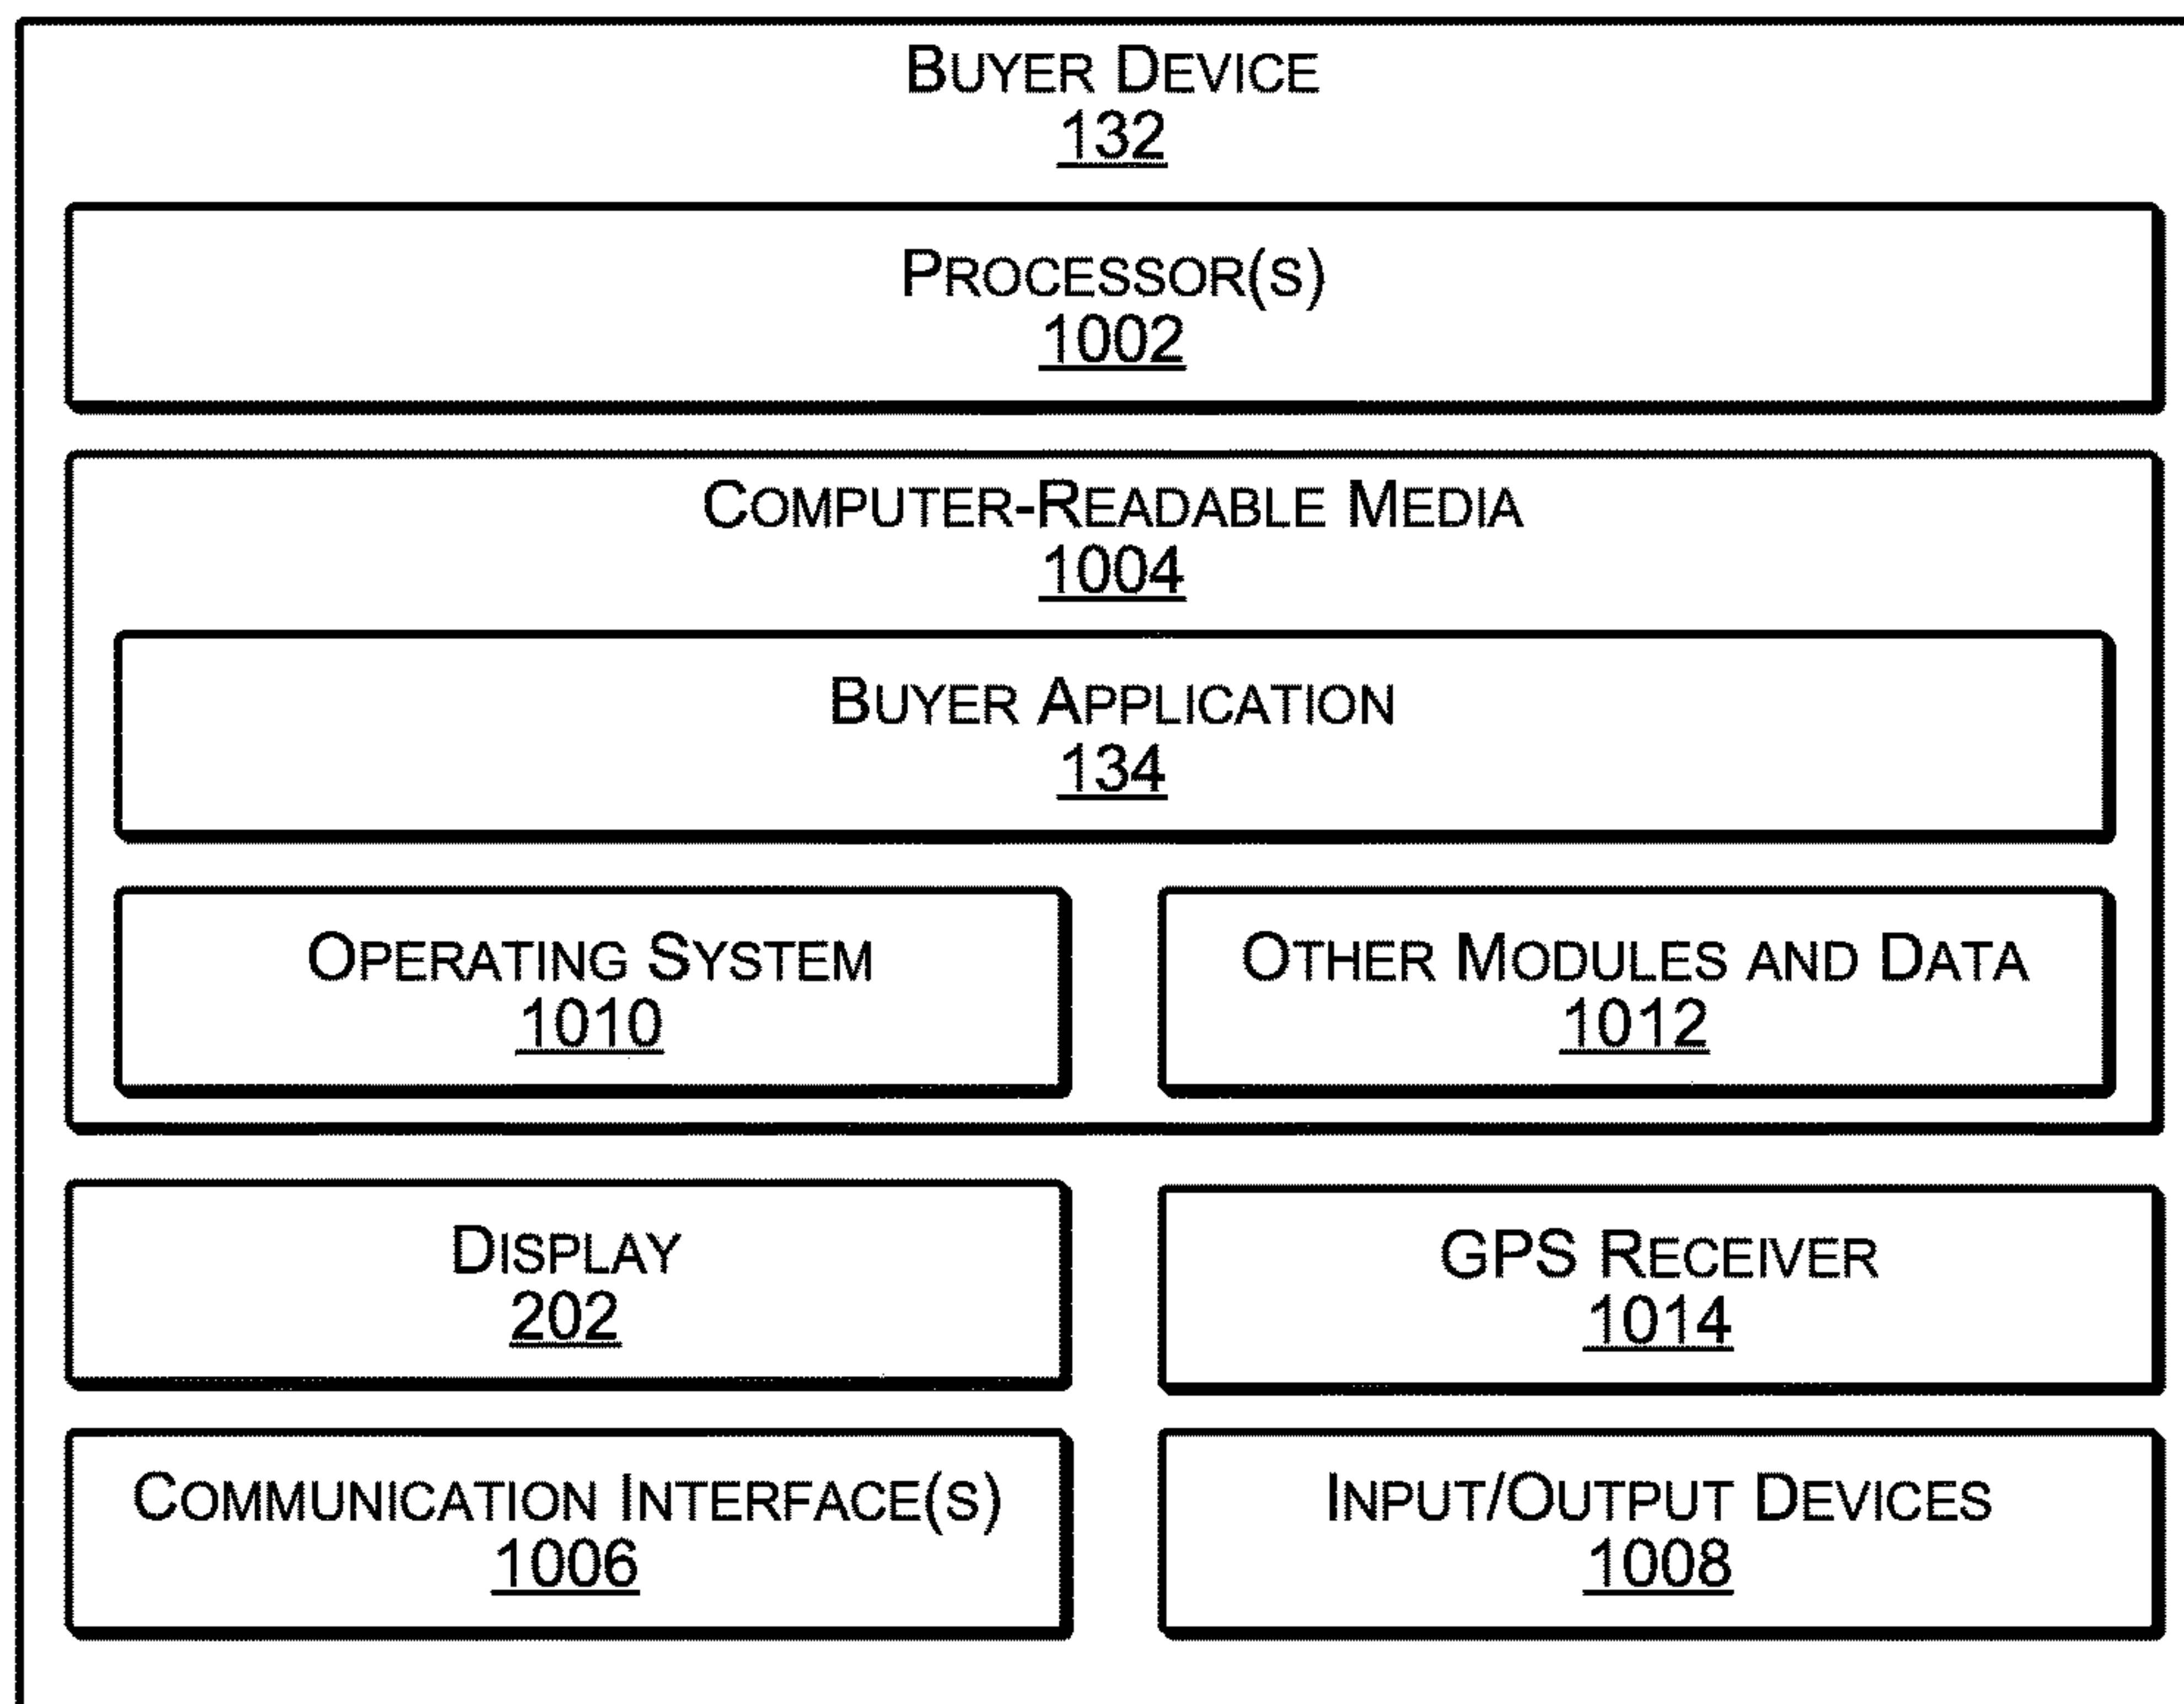 BUYER DEVICE
132
PROCESSOR(S)
1002
COMPUTER-READABLE MEDIA
1004
BUYER APPLICATION
134
OPERATING SYSTEM
1010
OTHER MODULES AND DATA
1012
DISPLAY
202
GPS RECEIVER
1014
COMMUNICATION INTERFACE(S)
1006
INPUT/OUTPUT DEVICES
1008